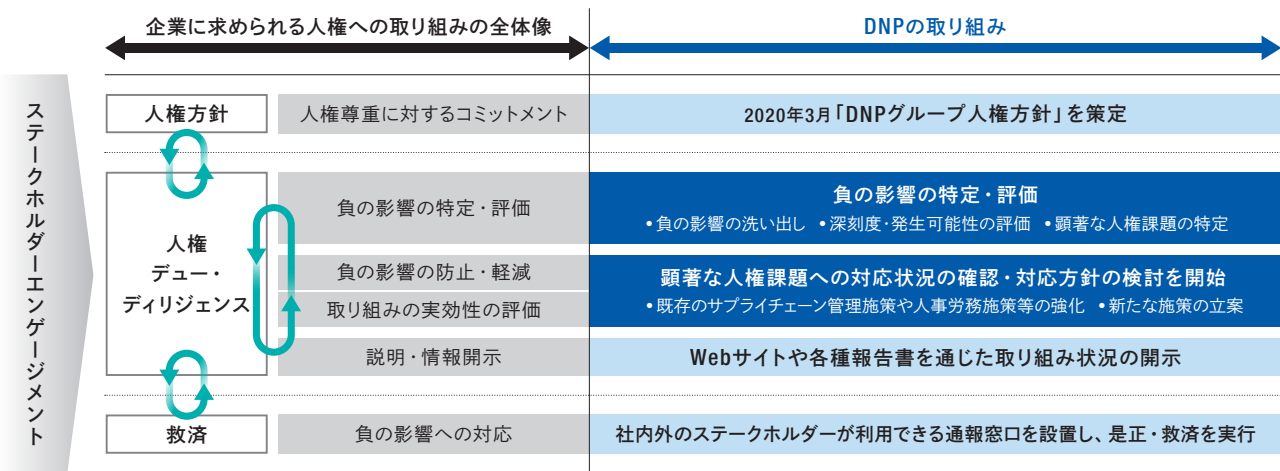 企業に求められる人権への取り組みの全体像
DNPの取り組み
ステークホルダーエンゲージメント
人権方針
人権尊重に対するコミットメント
2020年3月「DNPグループ人権方針」を策定
人権
デュー・
ディリジェンス
負の影響の特定・評価
負の影響の特定・評価
•負の影響の洗い出し •深刻度・発生可能性の評価 •顕著な人権課題の特定
負の影響の防止・軽減
取り組みの実効性の評価
顕著な人権課題への対応状況の確認・対応方針の検討を開始
•既存のサプライチェーン管理施策や人事労務施策等の強化 •新たな施策の立案
説明・情報開示
Webサイトや各種報告書を通じた取り組み状況の開示
救済
負の影響への対応
社内外のステークホルダーが利用できる通報窓口を設置し、是正・救済を実行